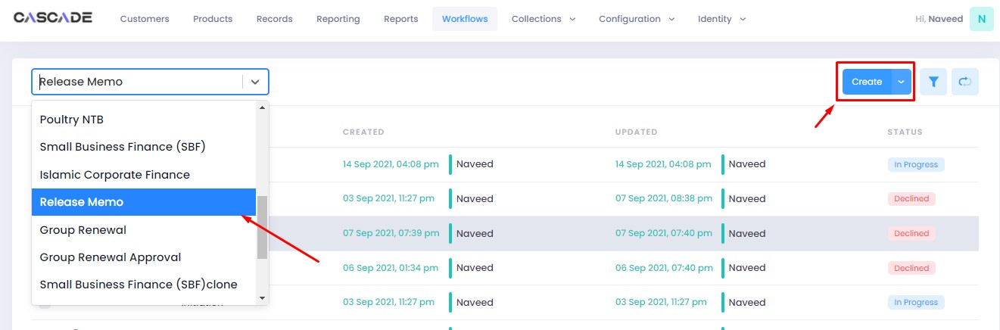 CASCADE Customers Products Records Reporting Reports Workflows Collections Configuration Identity Hi, Naveed N
Release Memo Create
Poultry NTB
Small Business Finance (SBF)
Islamic Corporate Finance
Release Memo
Group Renewal
Group Renewal Approval
Small Business Finance (SBF)clone
CREATED UPDATED STATUS
14 Sep 2021, 04:08 pm Naveed 14 Sep 2021, 04:08 pm Naveed In Progress
03 Sep 2021, 11:27 pm Naveed 07 Sep 2021, 08:38 pm Naveed Declined
07 Sep 2021, 07:39 pm Naveed 07 Sep 2021, 07:40 pm Naveed Declined
06 Sep 2021, 01:34 pm Naveed 06 Sep 2021, 07:40 pm Naveed Declined
03 Sep 2021, 11:27 pm Naveed 03 Sep 2021, 11:27 pm Naveed In Progress